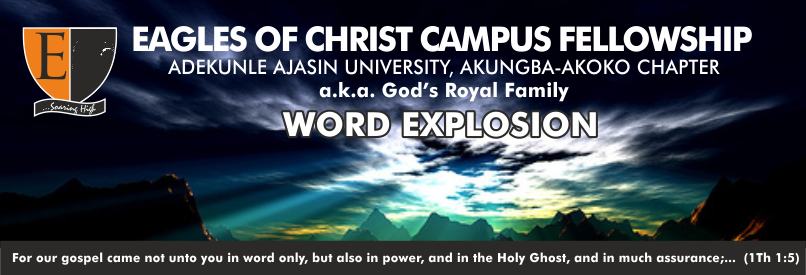 E
...Soaring High
EAGLES OF CHRIST CAMPUS FELLOWSHIP
ADEKUNLE AJASIN UNIVERSITY, AKUNGBA-AKOKO CHAPTER
a.k.a. God's Royal Family
WORD EXPLOSION
For our gospel came not unto you in word only, but also in power, and in the Holy Ghost, and in much assurance;... (1Th 1:5)